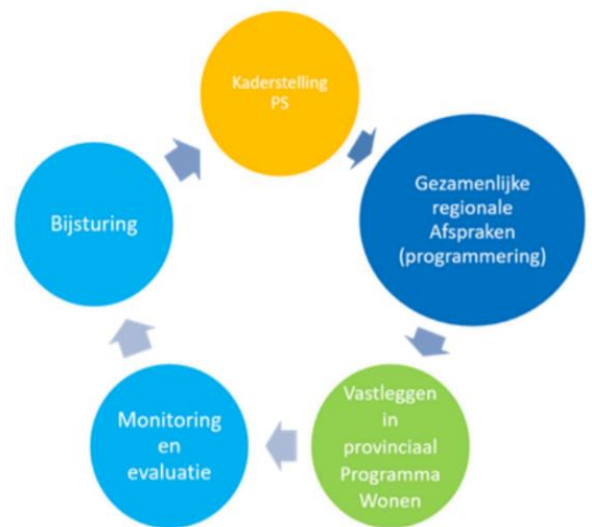 Kaderstelling
PS
Gezamenlijke
regionale
Afspraken
(programmering)
Vastleggen
in
provinciaal
Programma
Wonen
Monitoring
en
evaluatie
Bijsturing